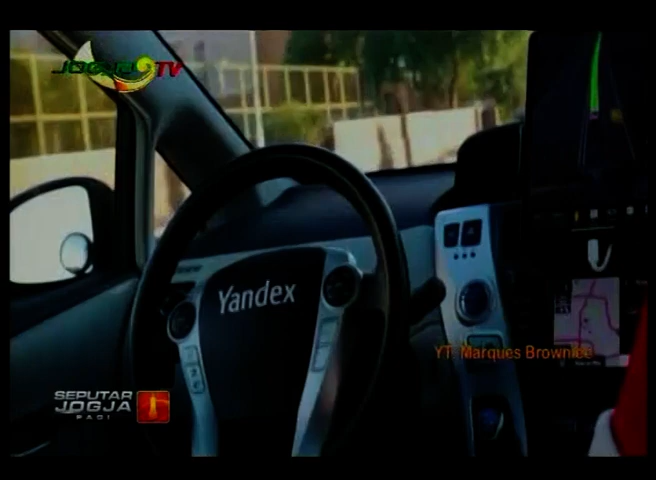 JOGJA TV
Yandex
YT Marques Brownlee
SEPUTAR
JOGJA
PAGI